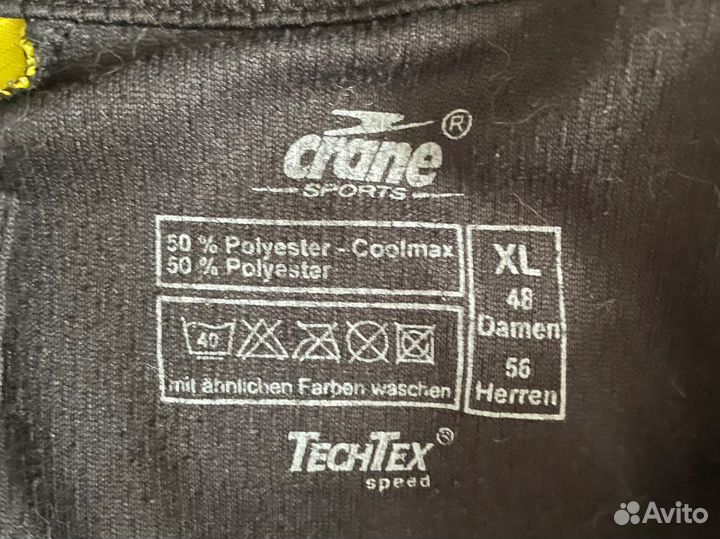 crane ®
SPORTS
50 % Polyester - Coolmax
50 % Polyester
XL
48
Damen
56
Herren
40
mit ähnlichen Farben waschen
TECHTEX ®
speed
Avito